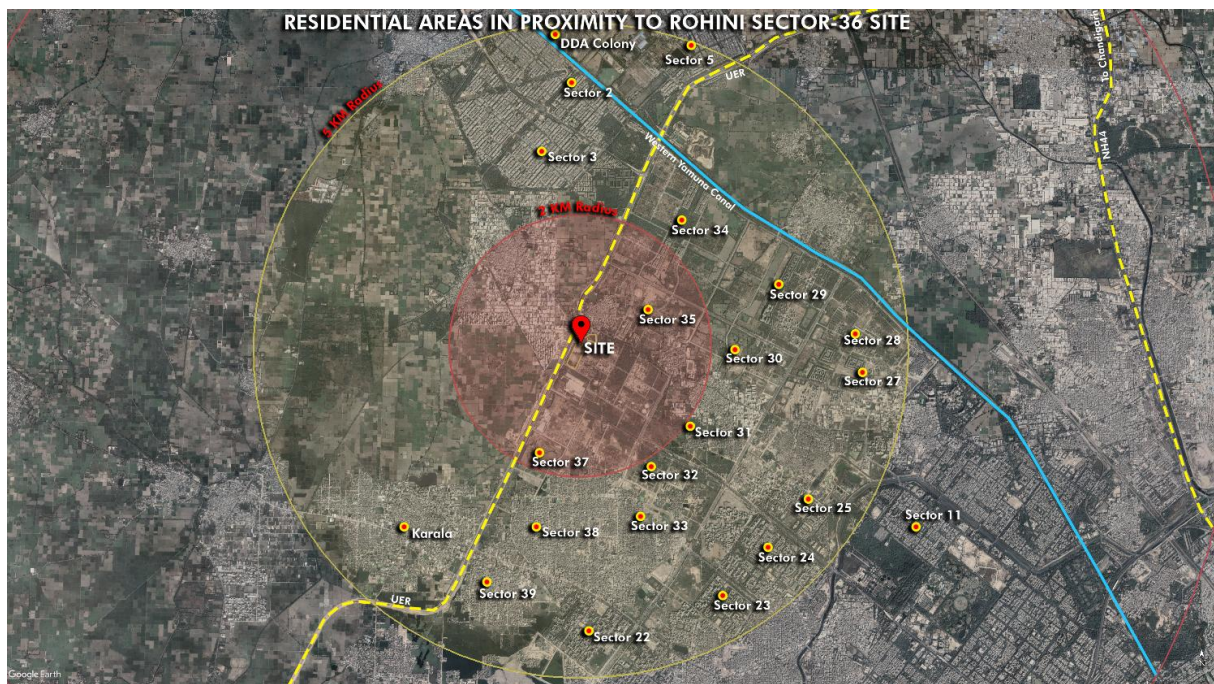 RESIDENTIAL AREAS IN PROXIMITY TO ROHINI SECTOR-36 SITE
DDA Colony
Sector 5
UER
To Chandigarh
Sector 2
5 KM Radius
NH44
Sector 3
Western Yamuna Canal
2 KM Radius
Sector 34
Sector 29
Sector 35
SITE
Sector 28
Sector 30
Sector 27
Sector 31
Sector 37
Sector 32
Sector 25
Sector 11
Sector 33
Karala
Sector 38
Sector 24
Sector 39
UER
Sector 23
Sector 22
Google Earth